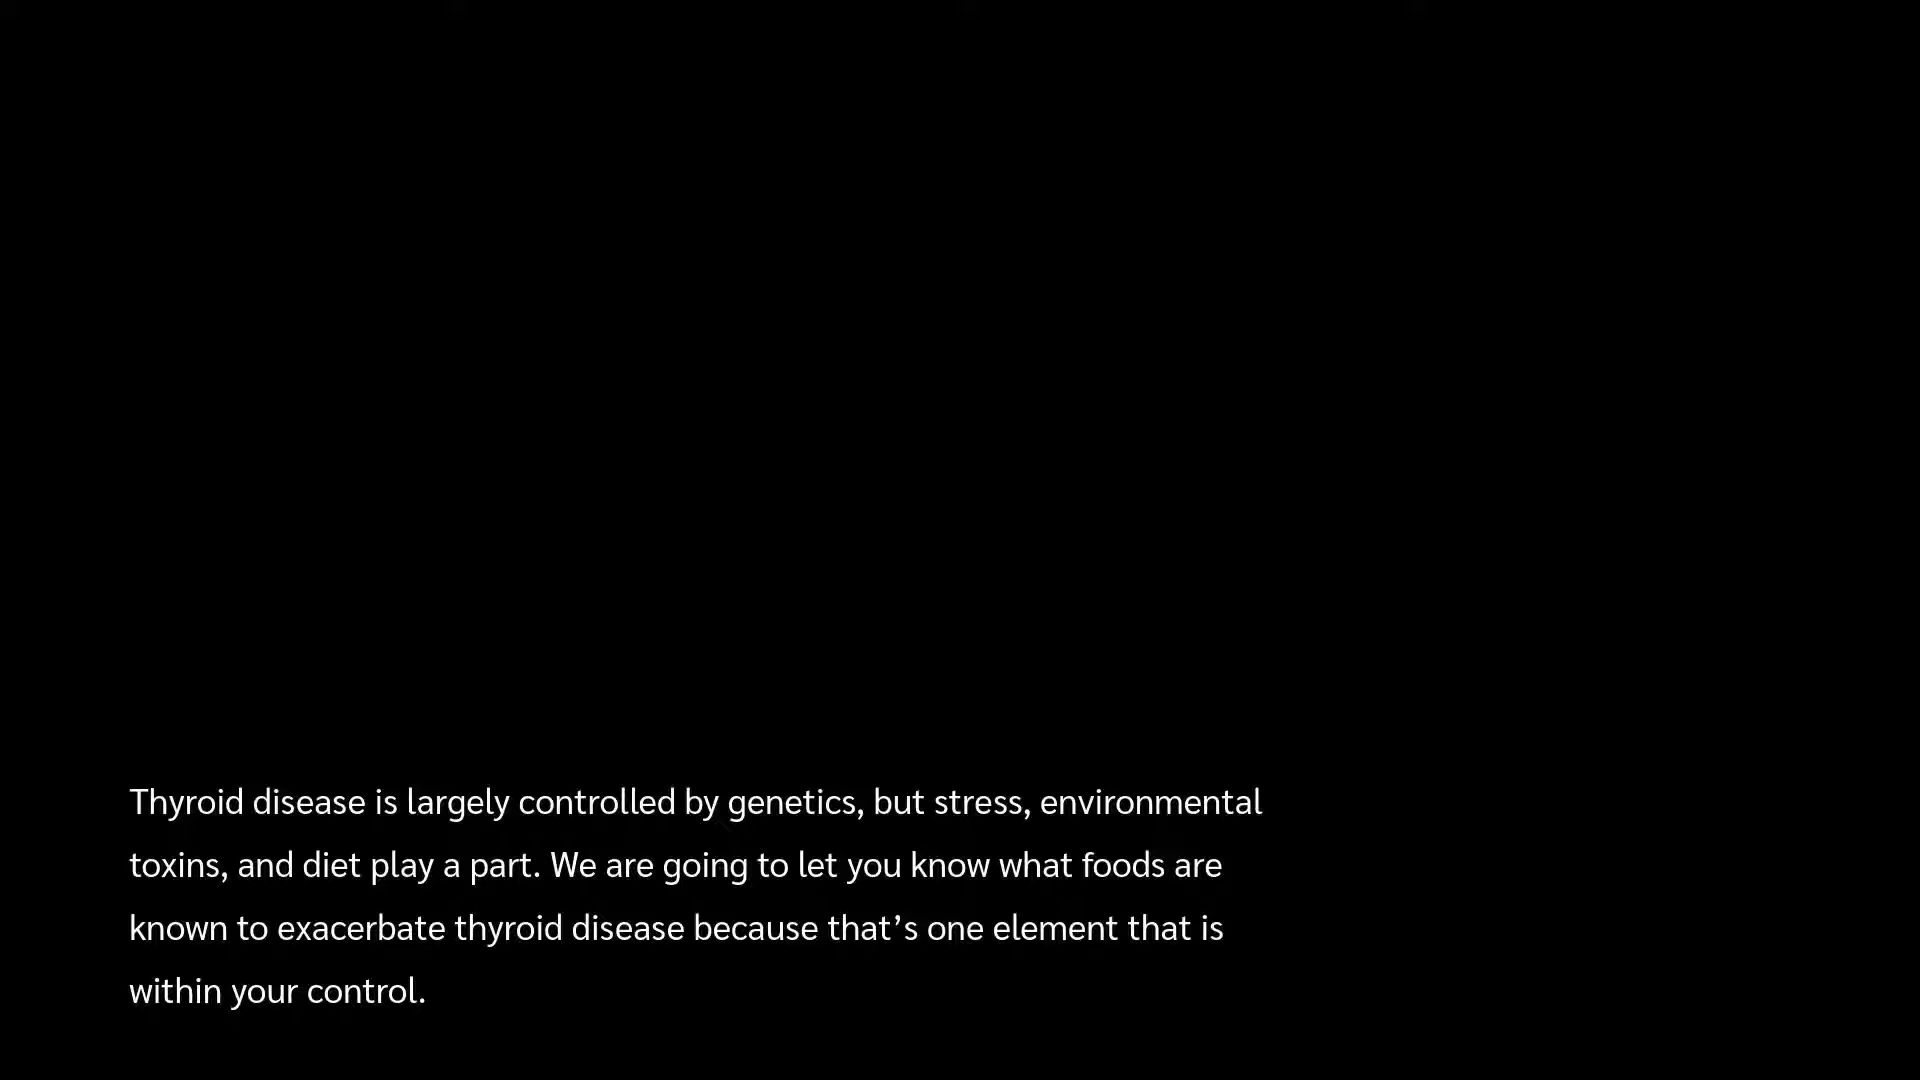 Thyroid disease is largely controlled by genetics, but stress, environmental
toxins, and diet play a part. We are going to let you know what foods are
known to exacerbate thyroid disease because that’s one element that is
within your control.